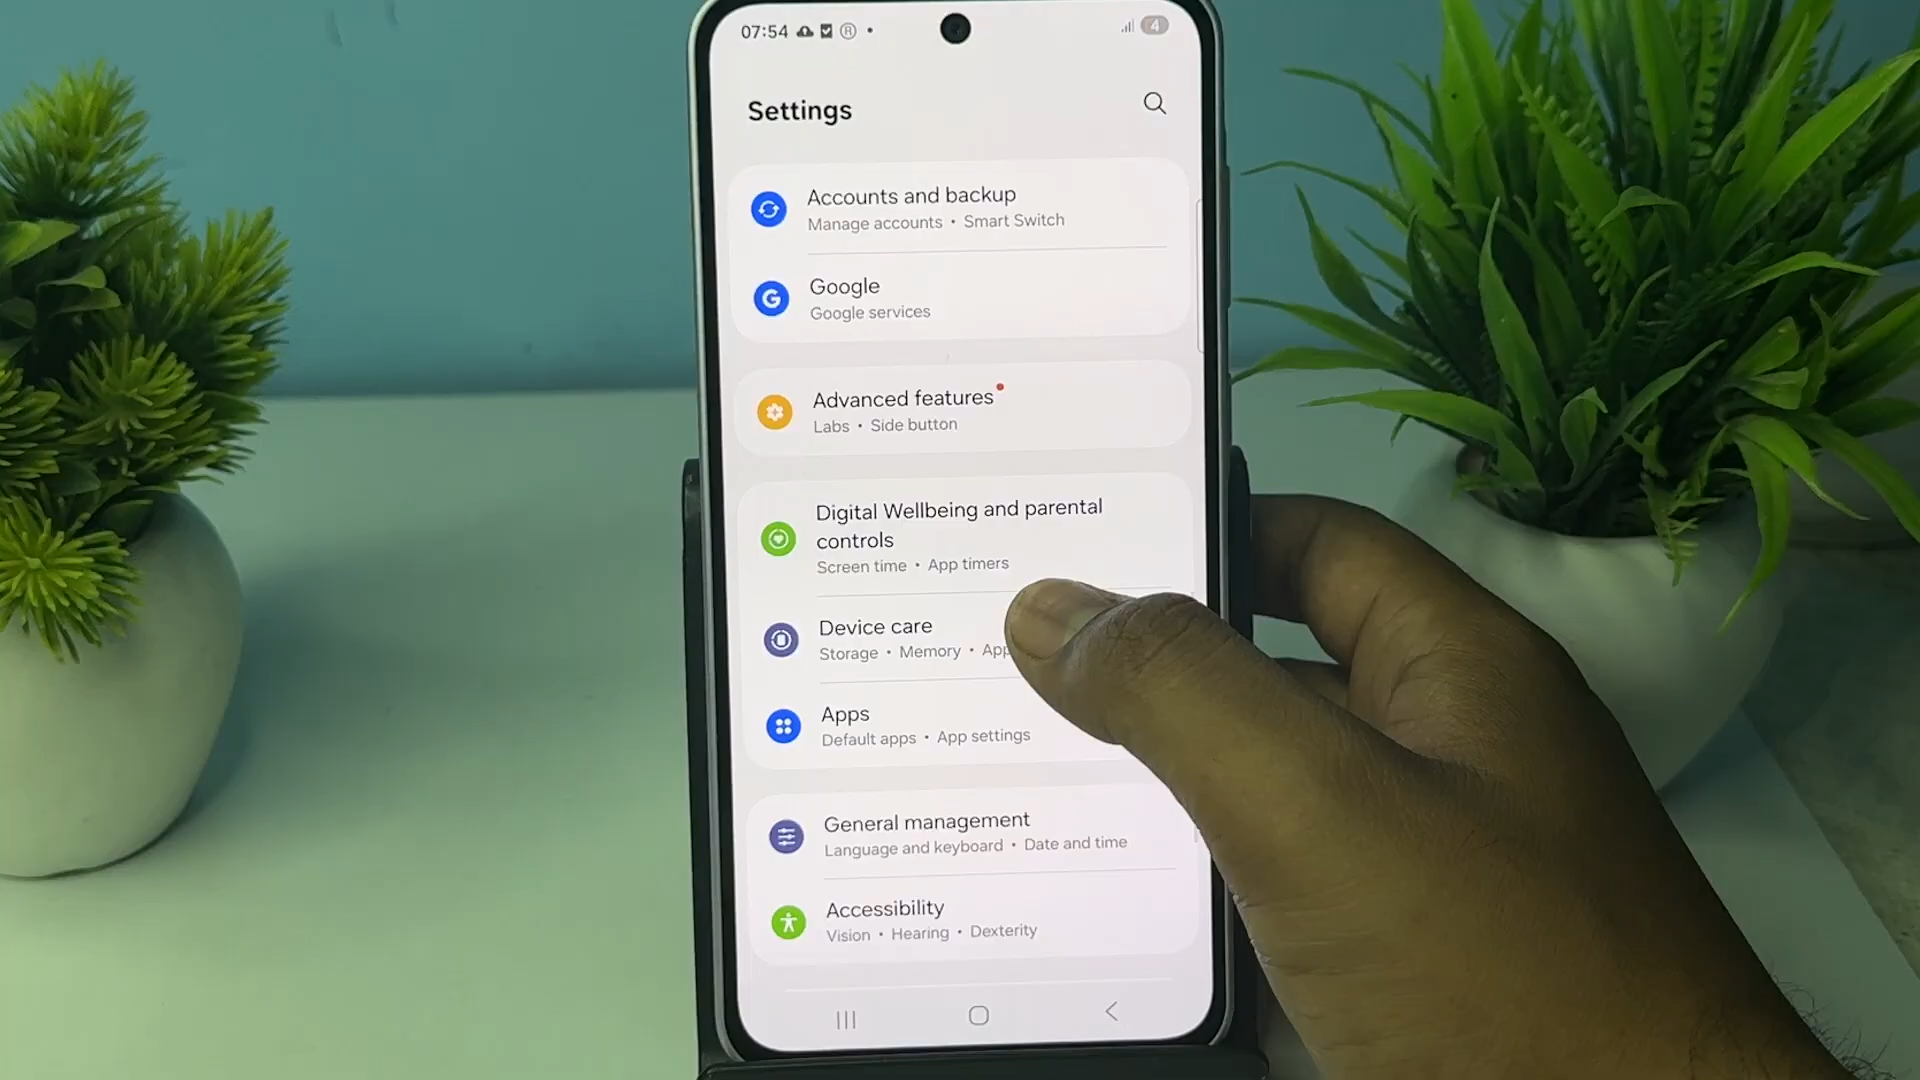 07:54 ® 4
Settings
Accounts and backup
Manage accounts • Smart Switch
G Google
Google services
Advanced features
Labs • Side button
Digital Wellbeing and parental
controls
Screen time • App timers
Device care
Storage • Memory • App
Apps
Default apps • App settings
General management
Language and keyboard • Date and time
Accessibility
Vision • Hearing • Dexterity